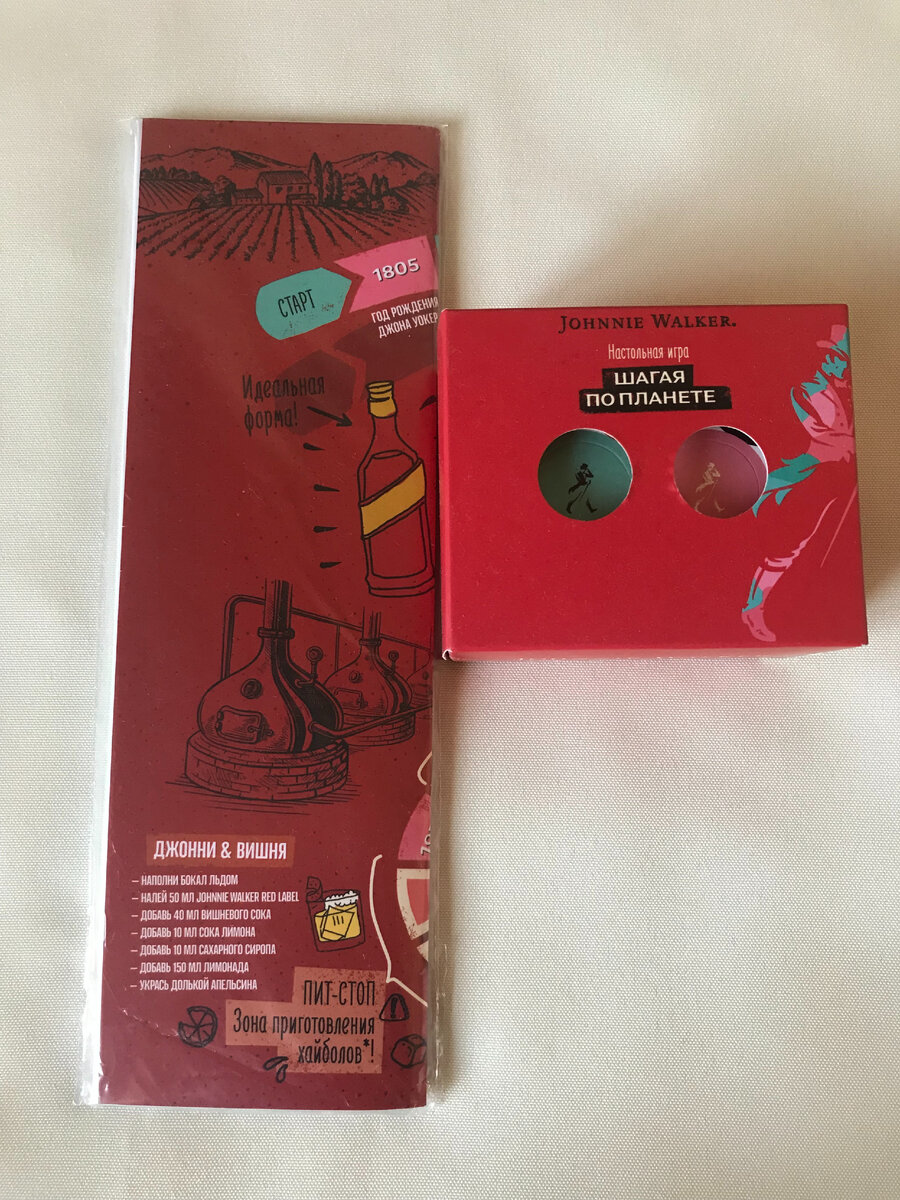 СТАРТ
1805
ГОД РОЖДЕНИЯ
ДЖОНА УОКЕР
Идеальная
форма!
ДЖОННИ & ВИШНЯ
– НАПОЛНИ БОКАЛ ЛЬДОМ
– НАЛЕЙ 50 МЛ JOHNNIE WALKER RED LABEL
– ДОБАВЬ 40 МЛ ВИШНЕВОГО СОКА
– ДОБАВЬ 10 МЛ СОКА ЛИМОНА
– ДОБАВЬ 10 МЛ САХАРНОГО СИРОПА
– ДОБАВЬ 150 МЛ ЛИМОНАДА
– УКРАСЬ ДОЛЬКОЙ АПЕЛЬСИНА
ПИТ-СТОП
Зона приготовления
хайболов*!
JOHNNIE WALKER.
Настольная игра
ШАГАЯ
ПО ПЛАНЕТЕ